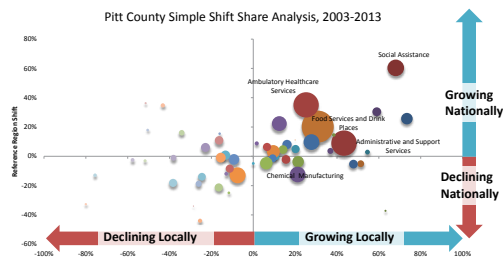 Pitt County Simple Shift Share Analysis, 2003-2013
80%
60%
40%
20%
0%
-20%
-40%
-60%
Reference Region Shift
Social Assistance
Ambulatory Healthcare
Services
Food Services and Drink
Places
Administrative and Support
Services
Chemical Manufacturing
Growing
Nationally
Declining
Nationally
Declining Locally
Growing Locally
-100%
-80%
-60%
-40%
-20%
0%
20%
40%
60%
80%
100%